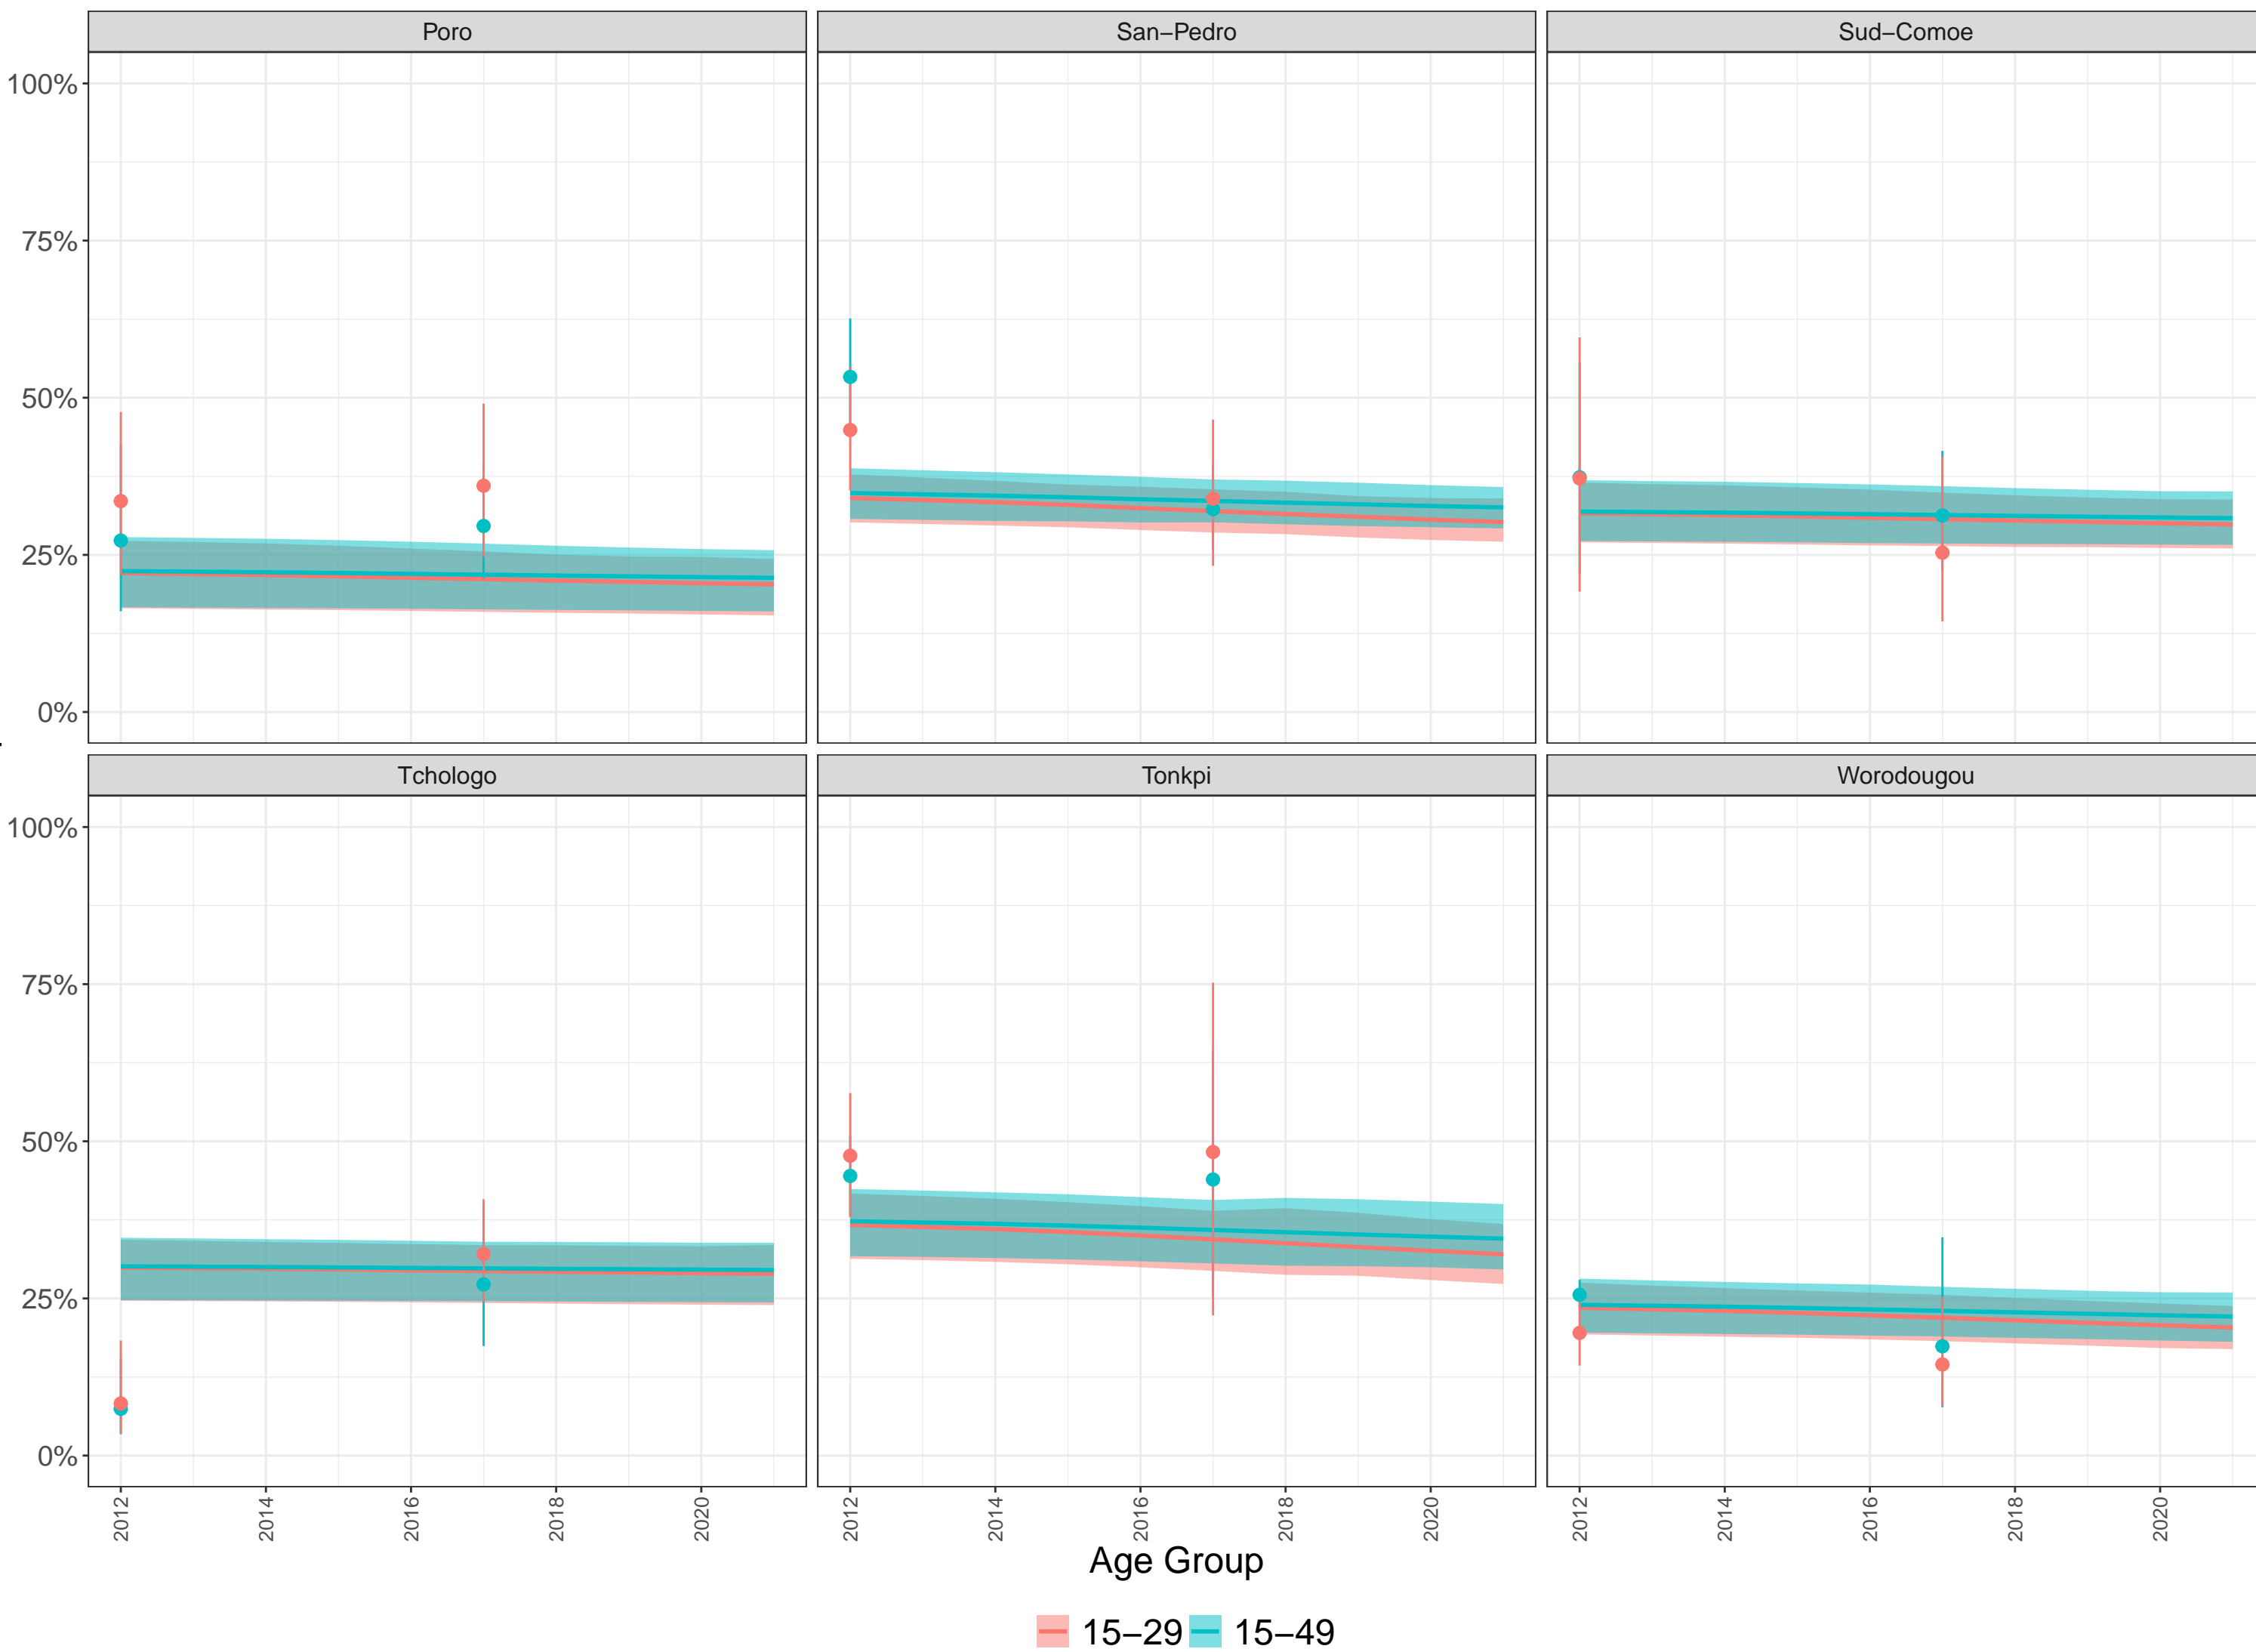 Poro San−Pedro Sud−Comoe
100%
75%
50%
25%
0%
Tchologo Tonkpi Worodougou
100%
75%
50%
25%
0%
2012 2014 2016 2018 2020 2012 2014 2016 2018 2020 2012 2014 2016 2018 2020
Age Group
15−29 15−49